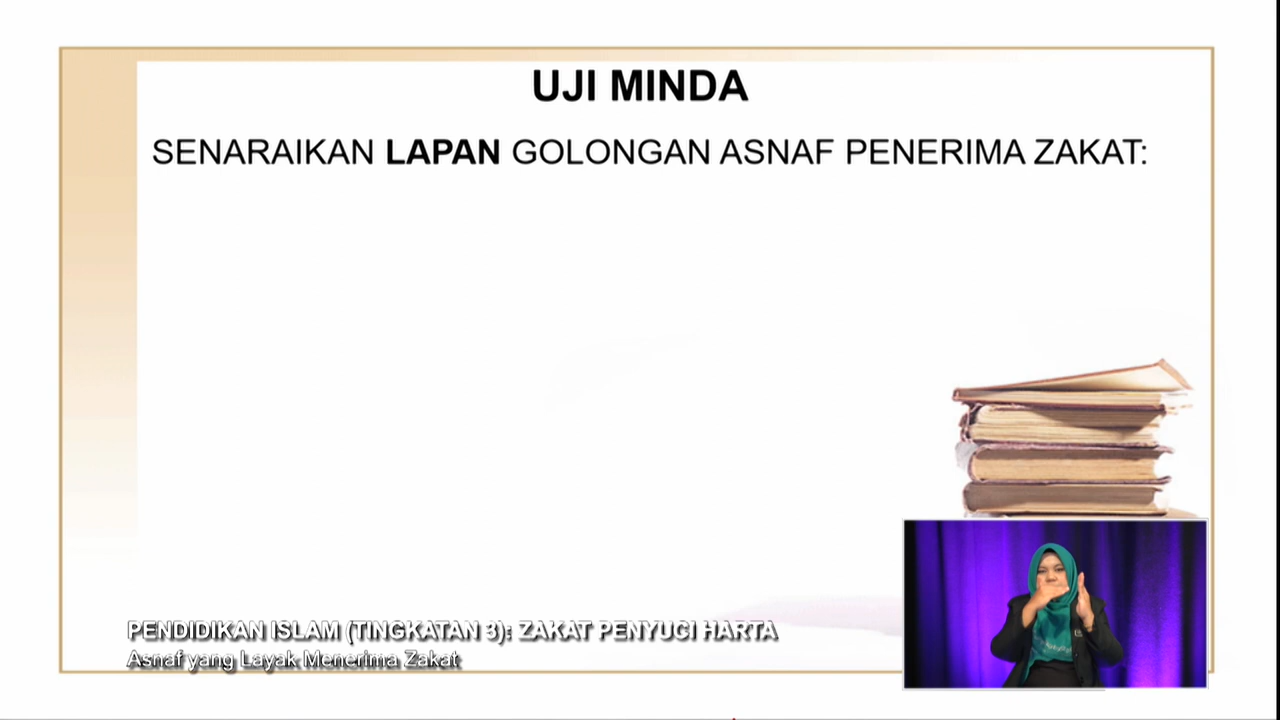 UJI MINDA
SENARAIKAN LAPAN GOLONGAN ASNAF PENERIMA ZAKAT:
PENDIDIKAN ISLAM (TINGKATAN 3): ZAKAT PENYUCI HARTA
Asnaf yang Layak Menerima Zakat